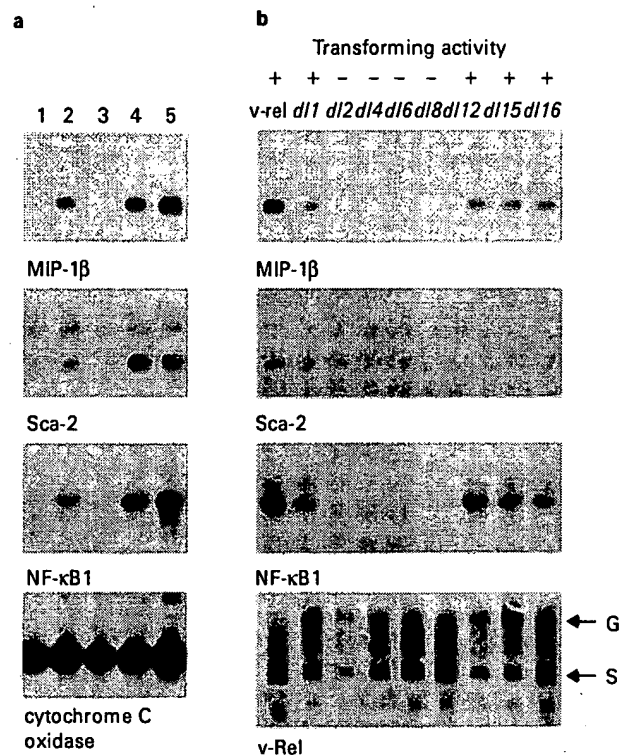 a
1 2 3 4 5
MIP-1β
Sca-2
NF-κB1
cytochrome C
oxidase
b
Transforming activity
+ + – – – – + + +
v-rel dl1 dl2 dl4 dl6 dl8 dl12 dl15 dl16
MIP-1β
Sca-2
NF-κB1
G
S
v-Rel